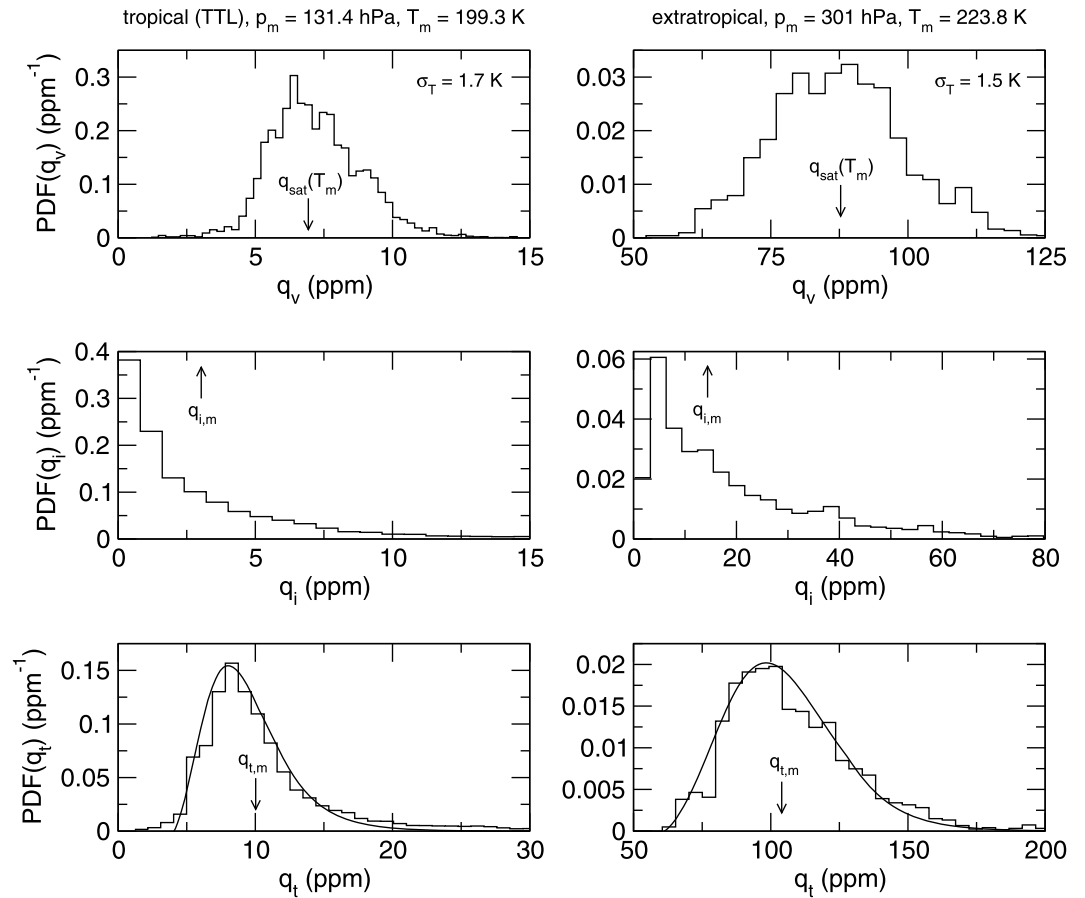 tropical (TTL), p_m = 131.4 hPa, T_m = 199.3 K
extratropical, p_m = 301 hPa, T_m = 223.8 K
PDF(q_v) (ppm^-1)
0.3
0.2
0.1
0
σ_T = 1.7 K
q_sat(T_m)
0 5 10 15
q_v (ppm)
0.03
0.02
0.01
0
σ_T = 1.5 K
q_sat(T_m)
50 75 100 125
q_v (ppm)
PDF(q_i) (ppm^-1)
0.4
0.3
0.2
0.1
0
q_i,m
0 5 10 15
q_i (ppm)
0.06
0.04
0.02
0
q_i,m
0 20 40 60 80
q_i (ppm)
PDF(q_t) (ppm^-1)
0.15
0.1
0.05
0
q_t,m
0 10 20 30
q_t (ppm)
0.02
0.015
0.01
0.005
0.000
q_t,m
50 100 150 200
q_t (ppm)